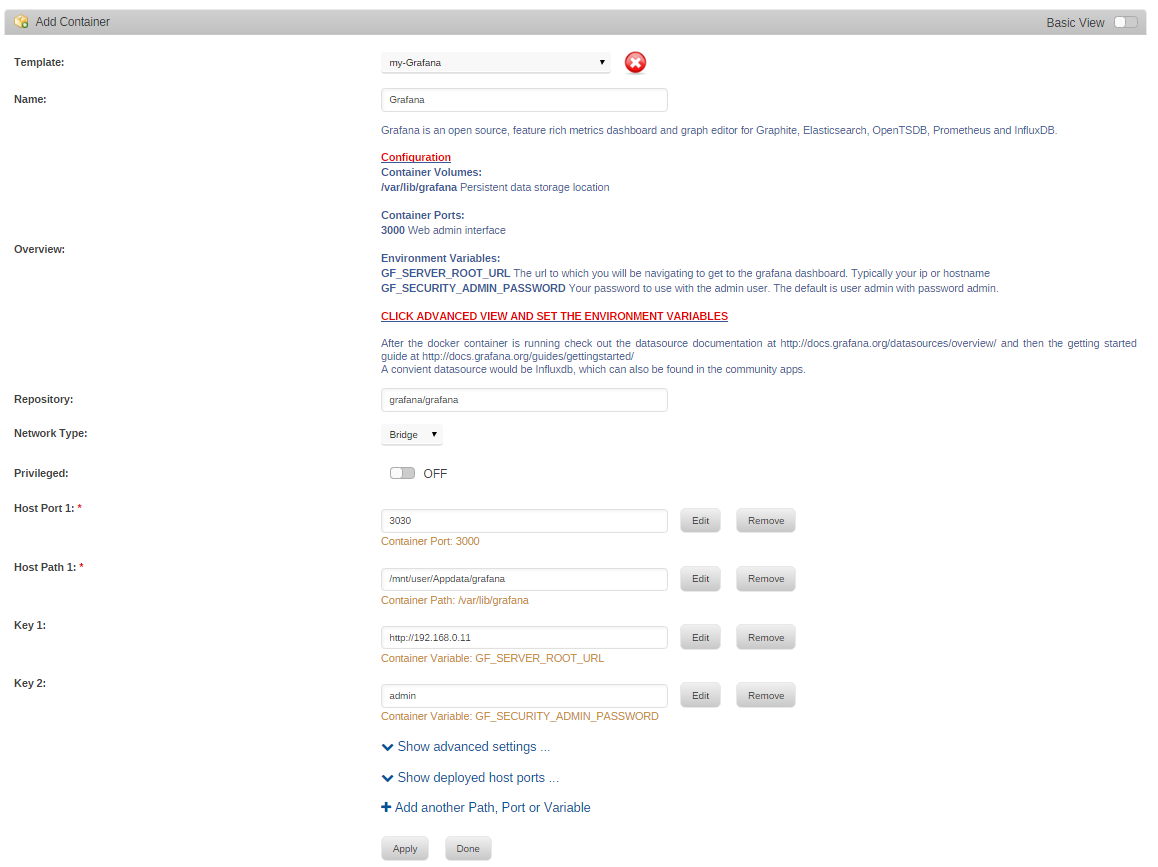 Add Container
Basic View
Template:
my-Grafana
Name:
Grafana
Grafana is an open source, feature rich metrics dashboard and graph editor for Graphite, Elasticsearch, OpenTSDB, Prometheus and InfluxDB.
Configuration
Container Volumes:
/var/lib/grafana Persistent data storage location
Container Ports:
3000 Web admin interface
Overview:
Environment Variables:
GF_SERVER_ROOT_URL The url to which you will be navigating to get to the grafana dashboard. Typically your ip or hostname
GF_SECURITY_ADMIN_PASSWORD Your password to use with the admin user. The default is user admin with password admin.
CLICK ADVANCED VIEW AND SET THE ENVIRONMENT VARIABLES
After the docker container is running check out the datasource documentation at http://docs.grafana.org/datasources/overview/ and then the getting started
guide at http://docs.grafana.org/guides/gettingstarted/
A convient datasource would be Influxdb, which can also be found in the community apps.
Repository:
grafana/grafana
Network Type:
Bridge
Privileged:
OFF
Host Port 1: *
3030
Edit
Remove
Container Port: 3000
Host Path 1: *
/mnt/user/Appdata/grafana
Edit
Remove
Container Path: /var/lib/grafana
Key 1:
http://192.168.0.11
Edit
Remove
Container Variable: GF_SERVER_ROOT_URL
Key 2:
admin
Edit
Remove
Container Variable: GF_SECURITY_ADMIN_PASSWORD
Show advanced settings ...
Show deployed host ports ...
Add another Path, Port or Variable
Apply
Done